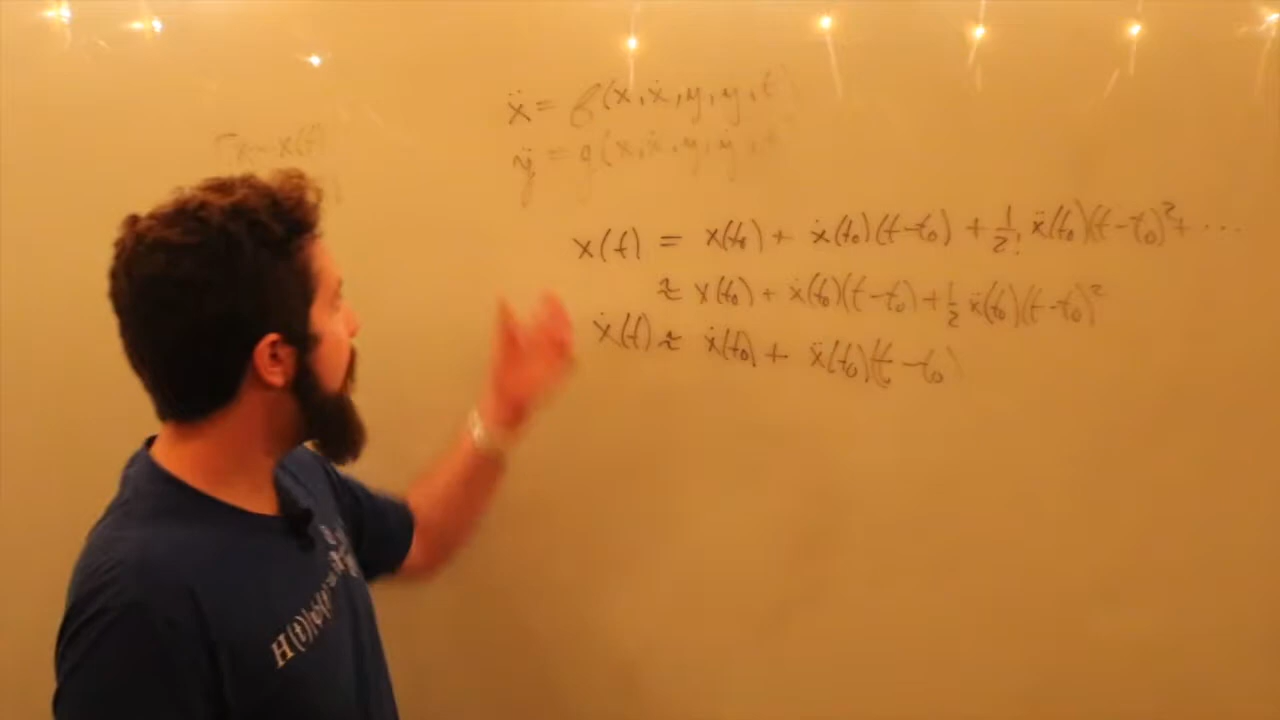 ẍ = f(x, ẋ, y, ẏ, t)
ÿ = g(x, ẋ, y, ẏ, t
x(t)
x(t) = x(t₀) + ẋ(t₀)(t-t₀) + 1/2! ẍ(t₀)(t-t₀)² + ...
≈ x(t₀) + ẋ(t₀)(t-t₀) + 1/2 ẍ(t₀)(t-t₀)²
ẋ(t) ≈ ẋ(t₀) + ẍ(t₀)(t-t₀)
H(t)|ψ(t)